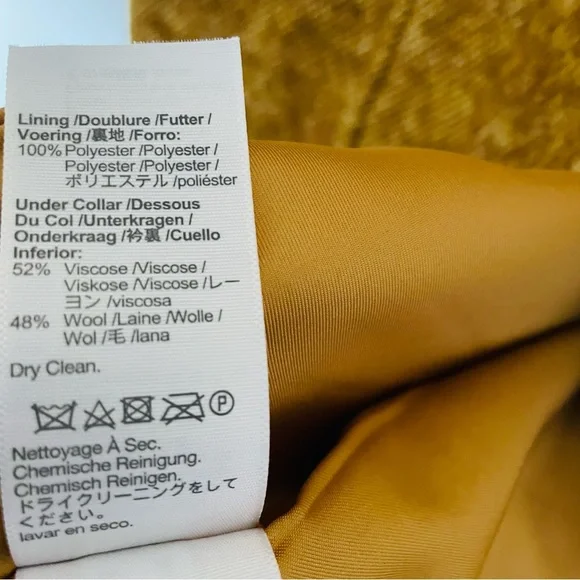 Lining /Doublure /Futter /
Voering /裏地 /Forro:
100% Polyester /Polyester /
Polyester /Polyester /
ポリエステル /poliéster
Under Collar /Dessous
Du Col /Unterkragen /
Onderkraag /衿裏 /Cuello
Inferior:
52% Viscose /Viscose /
Viskose /Viscose /レー
ヨン /viscosa
48% Wool /Laine /Wolle /
Wol /毛 /lana
Dry Clean.
P
Nettoyage À Sec.
Chemische Reinigung.
Chemisch Reinigen.
ドライクリーニングをして
ください。
lavar en seco.